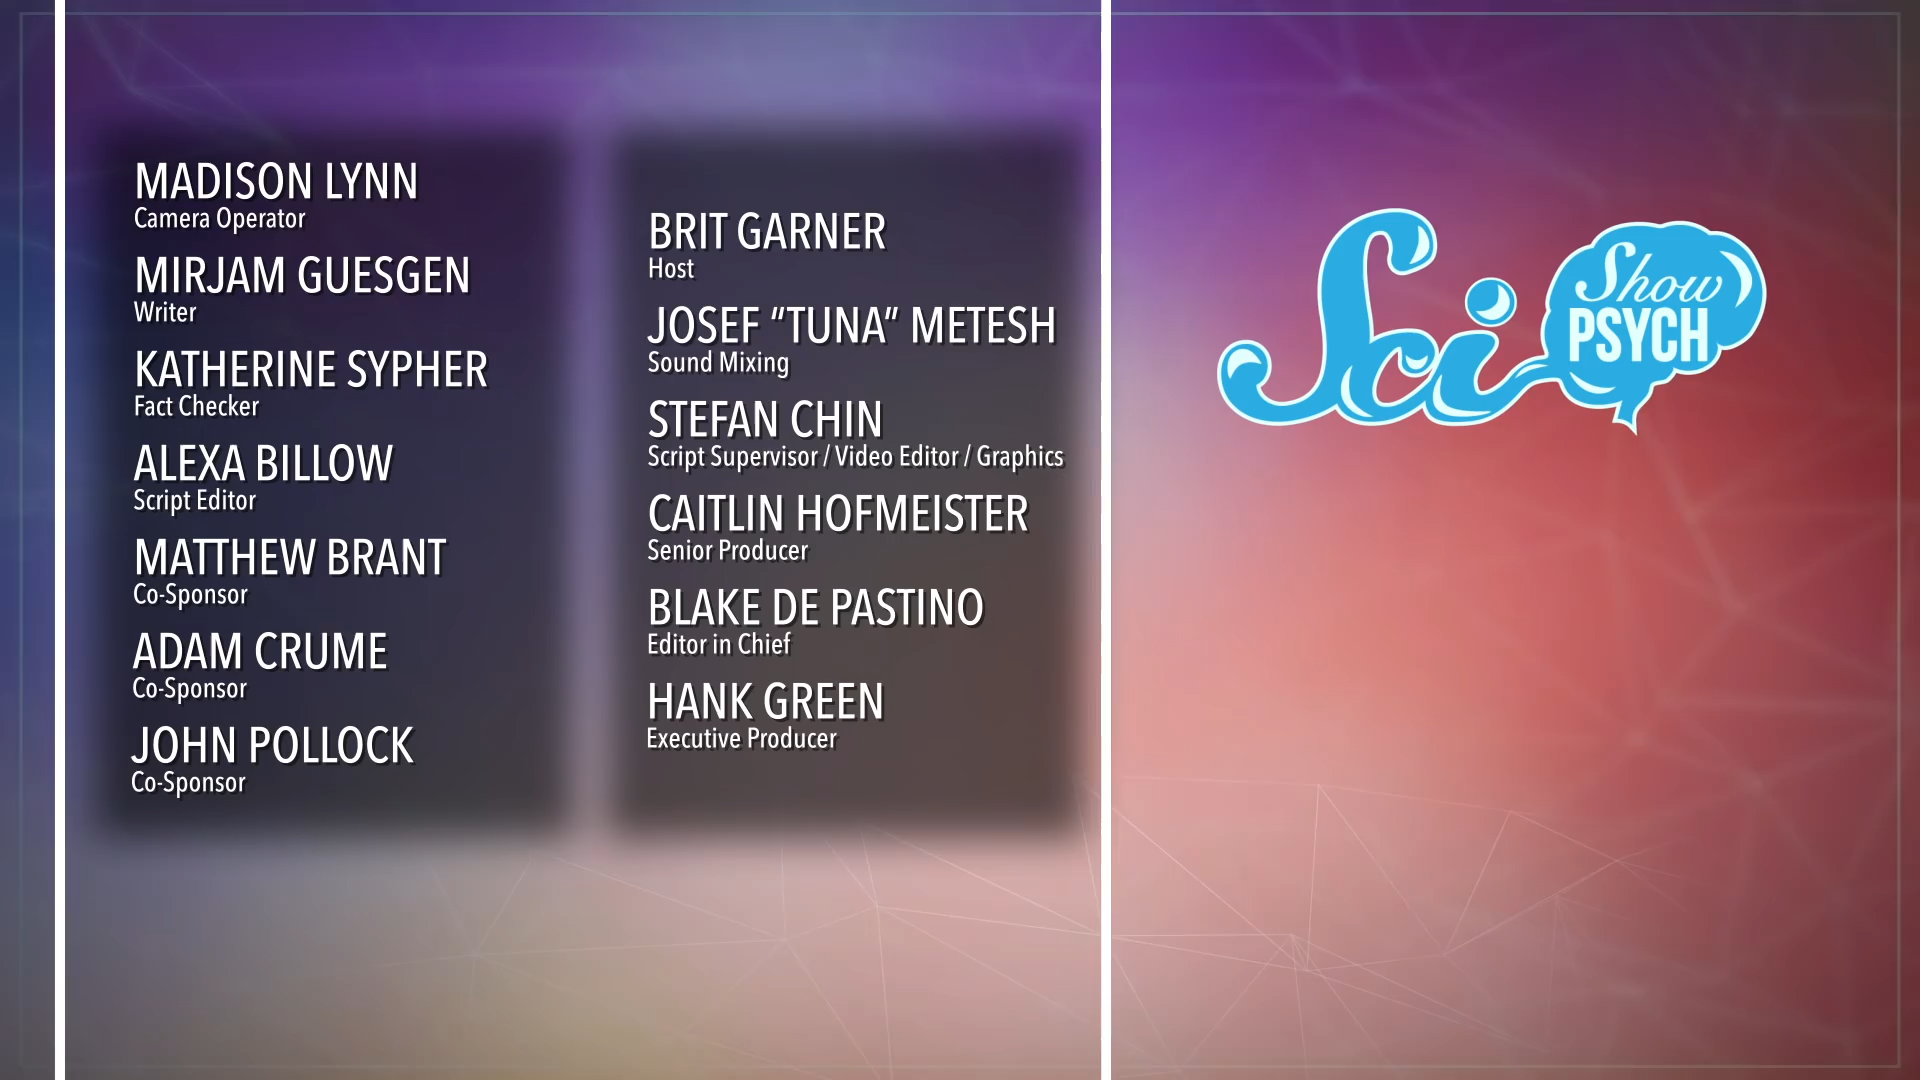 MADISON LYNN
Camera Operator
MIRJAM GUESGEN
Writer
KATHERINE SYPHER
Fact Checker
ALEXA BILLOW
Script Editor
MATTHEW BRANT
Co-Sponsor
ADAM CRUME
Co-Sponsor
JOHN POLLOCK
Co-Sponsor
BRIT GARNER
Host
JOSEF “TUNA” METESH
Sound Mixing
STEFAN CHIN
Script Supervisor / Video Editor / Graphics
CAITLIN HOFMEISTER
Senior Producer
BLAKE DE PASTINO
Editor in Chief
HANK GREEN
Executive Producer
Sci
Show
PSYCH